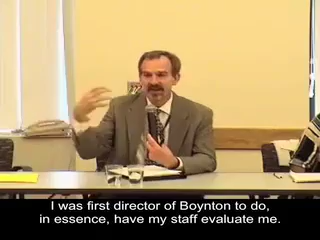 I was first director of Boynton to do,
in essence, have my staff evaluate me.